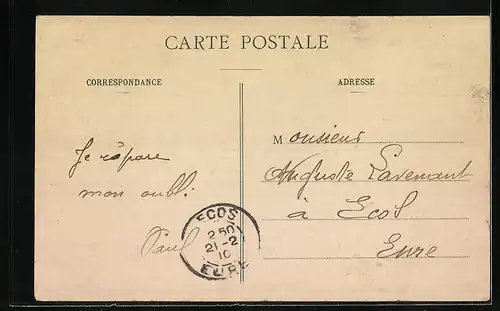 CARTE POSTALE
CORRESPONDANCE
ADRESSE
Je répare
mon oubli
Paul
Monsieur
Auguste Lavenant
à Ecos
Eure
ECOS
2 50
21-2
10
EURE